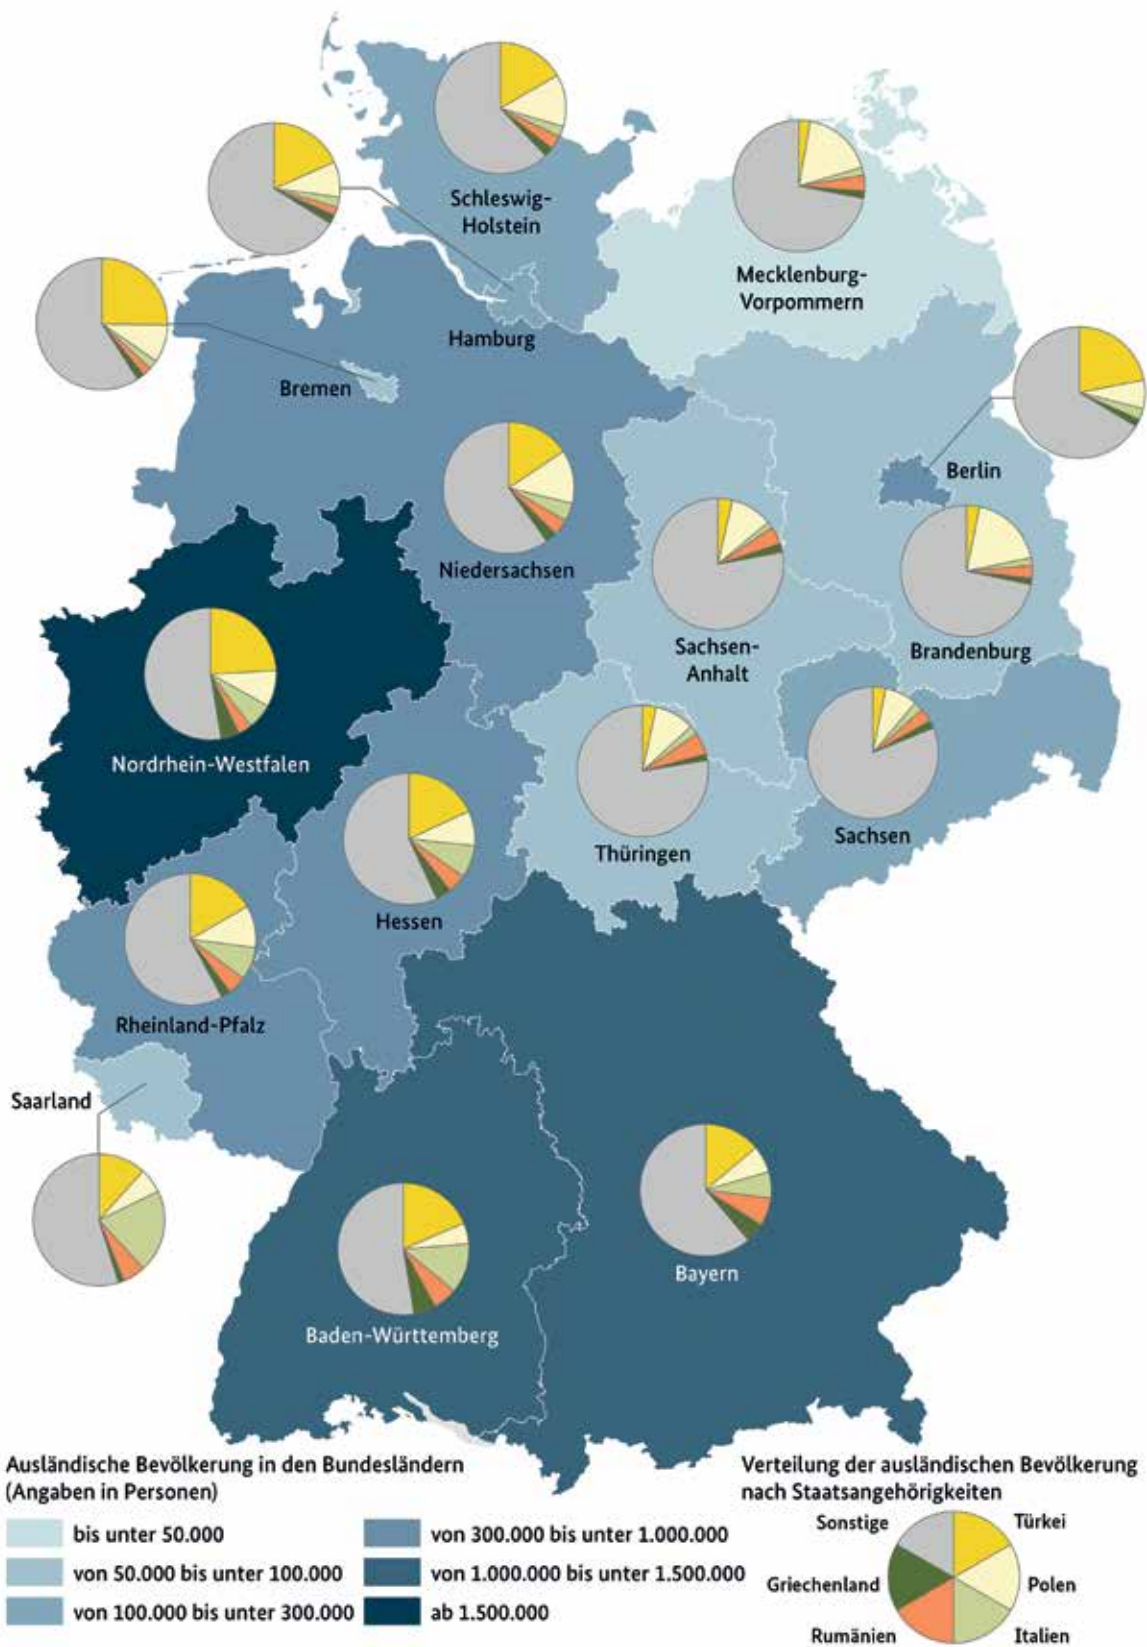 Schleswig-
Holstein
Mecklenburg-
Vorpommern
Hamburg
Bremen
Berlin
Niedersachsen
Sachsen-
Anhalt
Brandenburg
Nordrhein-Westfalen
Thüringen
Sachsen
Hessen
Rheinland-Pfalz
Saarland
Bayern
Baden-Württemberg
Ausländische Bevölkerung in den Bundesländern
(Angaben in Personen)
bis unter 50.000
von 50.000 bis unter 100.000
von 100.000 bis unter 300.000
von 300.000 bis unter 1.000.000
von 1.000.000 bis unter 1.500.000
ab 1.500.000
Verteilung der ausländischen Bevölkerung
nach Staatsangehörigkeiten
Sonstige
Türkei
Griechenland
Polen
Rumänien
Italien